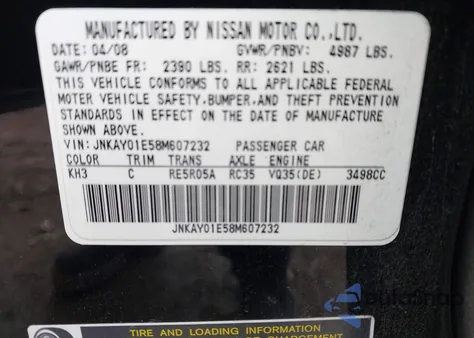 MANUFACTURED BY NISSAN MOTOR CO.,LTD.
DATE: 04/08 GVWR/PNBV: 4987 LBS.
GAWR/PNBE FR: 2390 LBS. RR: 2621 LBS.
THIS VEHICLE CONFORMS TO ALL APPLICABLE FEDERAL
MOTER VEHICLE SAFETY,BUMPER,AND THEFT PREVENTION
STANDARDS IN EFFECT ON THE DATE OF MANUFACTURE
SHOWN ABOVE.
VIN: JNKAY01E58M607232 PASSENGER CAR
COLOR TRIM TRANS AXLE ENGINE
KH3 C RE5R05A RC35 VQ35(DE) 3498CC
JNKAY01E58M607232
AutoSnap
TIRE AND LOADING INFORMATION